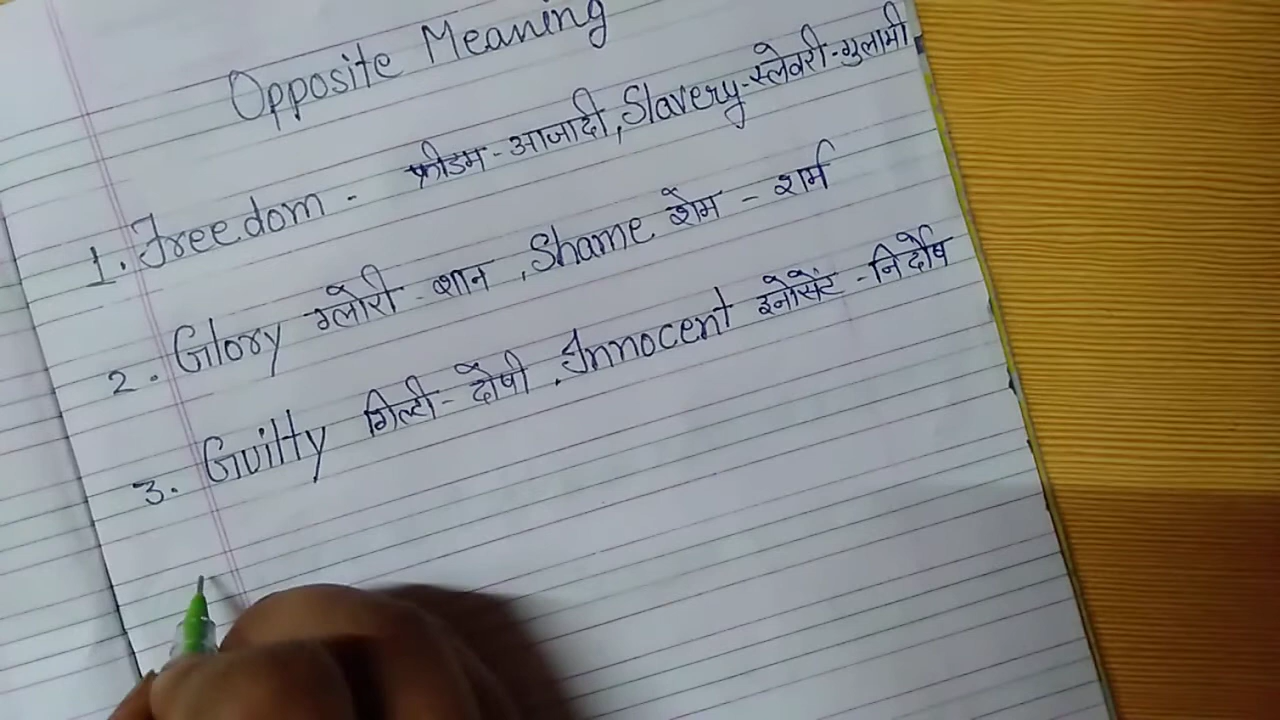 Opposite Meaning
1. Freedom - फ्रीडम - आजादी, Slavery - स्लेवरी - गुलामी
2. Glory ग्लोरी - शान, Shame शेम - शर्म
3. Guilty गिल्टी - दोषी, Innocent इनोसेंट - निर्दोष